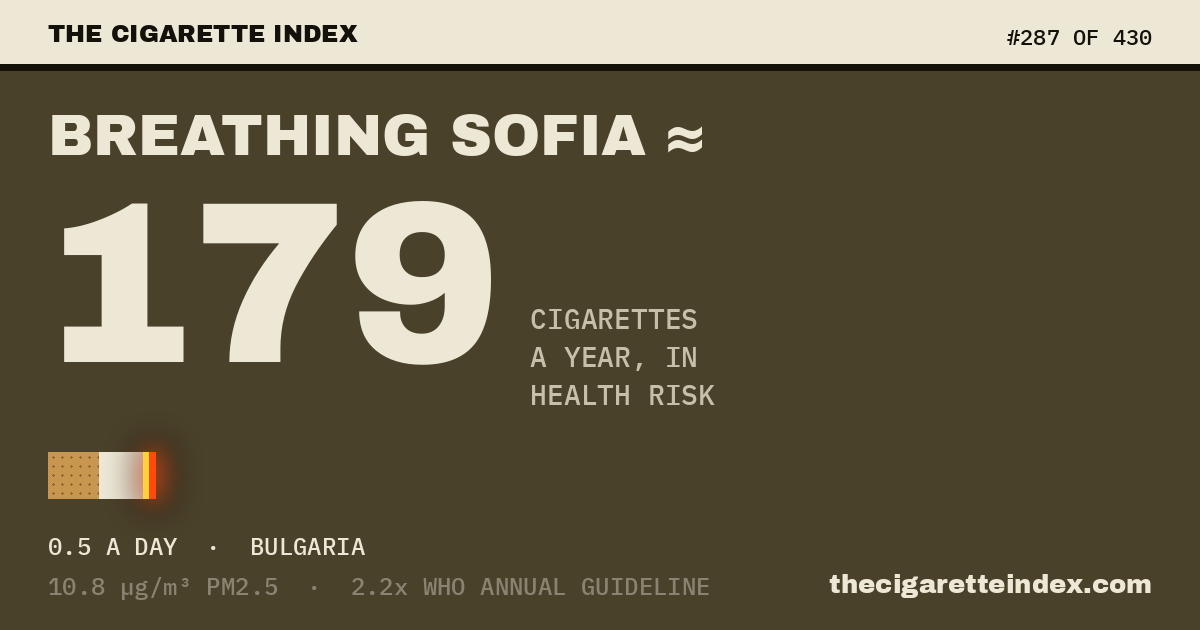 THE CIGARETTE INDEX
#287 OF 430
BREATHING SOFIA ≈
179
CIGARETTES
A YEAR, IN
HEALTH RISK
0.5 A DAY · BULGARIA
10.8 µg/m³ PM2.5 · 2.2x WHO ANNUAL GUIDELINE
thecigaretteindex.com